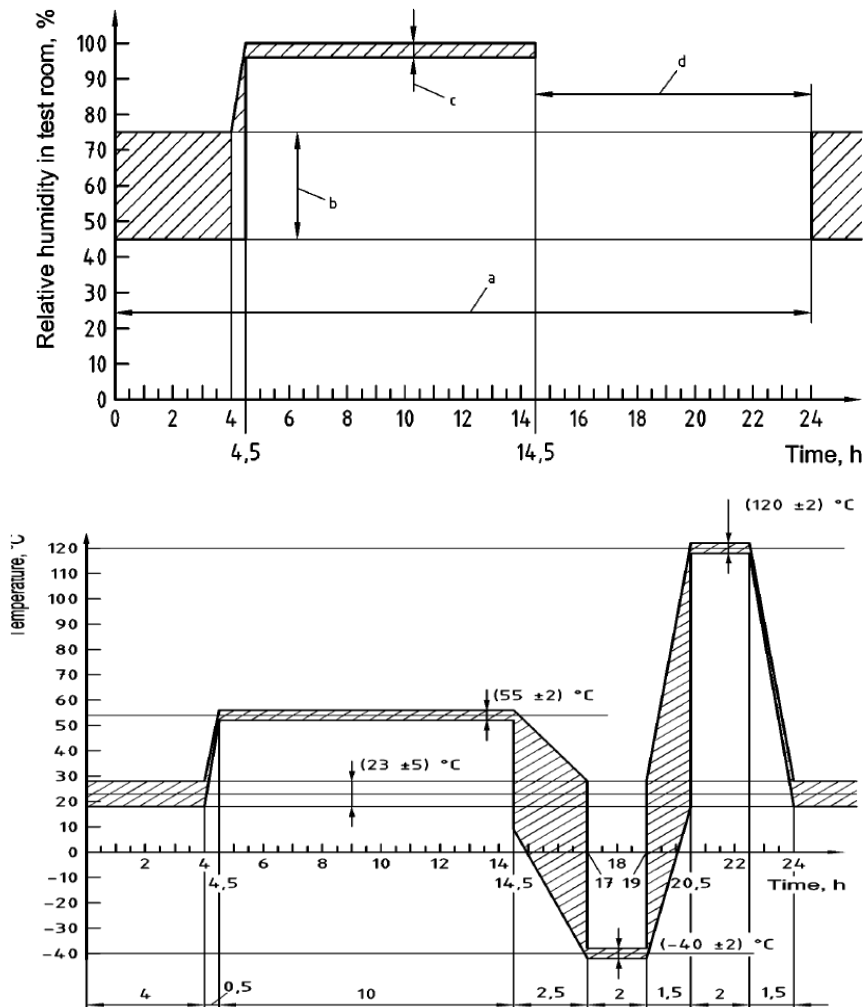 Relative humidity in test room, %
100
90
80
70
60
50
40
30
20
10
0
c
d
b
a
0 2 4 6 8 10 12 14 16 18 20 22 24
4,5 14,5 Time, h
Temperature, °C
(120 ±2) °C
120
110
100
90
80
70
60
50
40
30
20
10
0
-10
-20
-30
-40
(55 ±2) °C
(23 ±5) °C
2 4 6 8 10 12 14 17 18 19 22 24
4,5 14,5 20,5 Time, h
(-40 ±2) °C
4 0,5 10 2,5 2 1,5 2 1,5